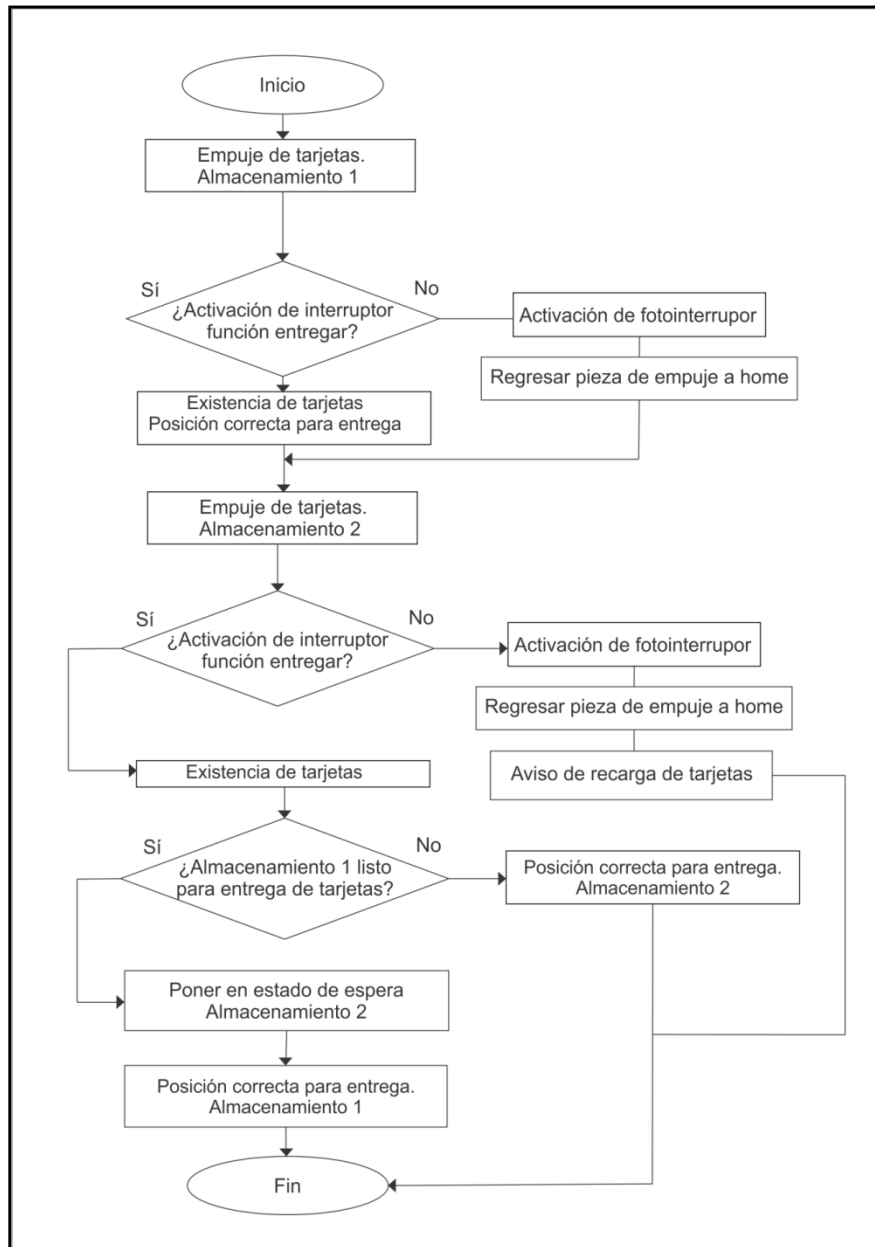 Inicio
Empuje de tarjetas.
Almacenamiento 1
Sí
No
¿Activación de interruptor
función entregar?
Activación de fotointerrupor
Regresar pieza de empuje a home
Existencia de tarjetas
Posición correcta para entrega
Empuje de tarjetas.
Almacenamiento 2
Sí
No
¿Activación de interruptor
función entregar?
Activación de fotointerrupor
Regresar pieza de empuje a home
Aviso de recarga de tarjetas
Existencia de tarjetas
Sí
No
¿Almacenamiento 1 listo
para entrega de tarjetas?
Posición correcta para entrega.
Almacenamiento 2
Poner en estado de espera
Almacenamiento 2
Posición correcta para entrega.
Almacenamiento 1
Fin